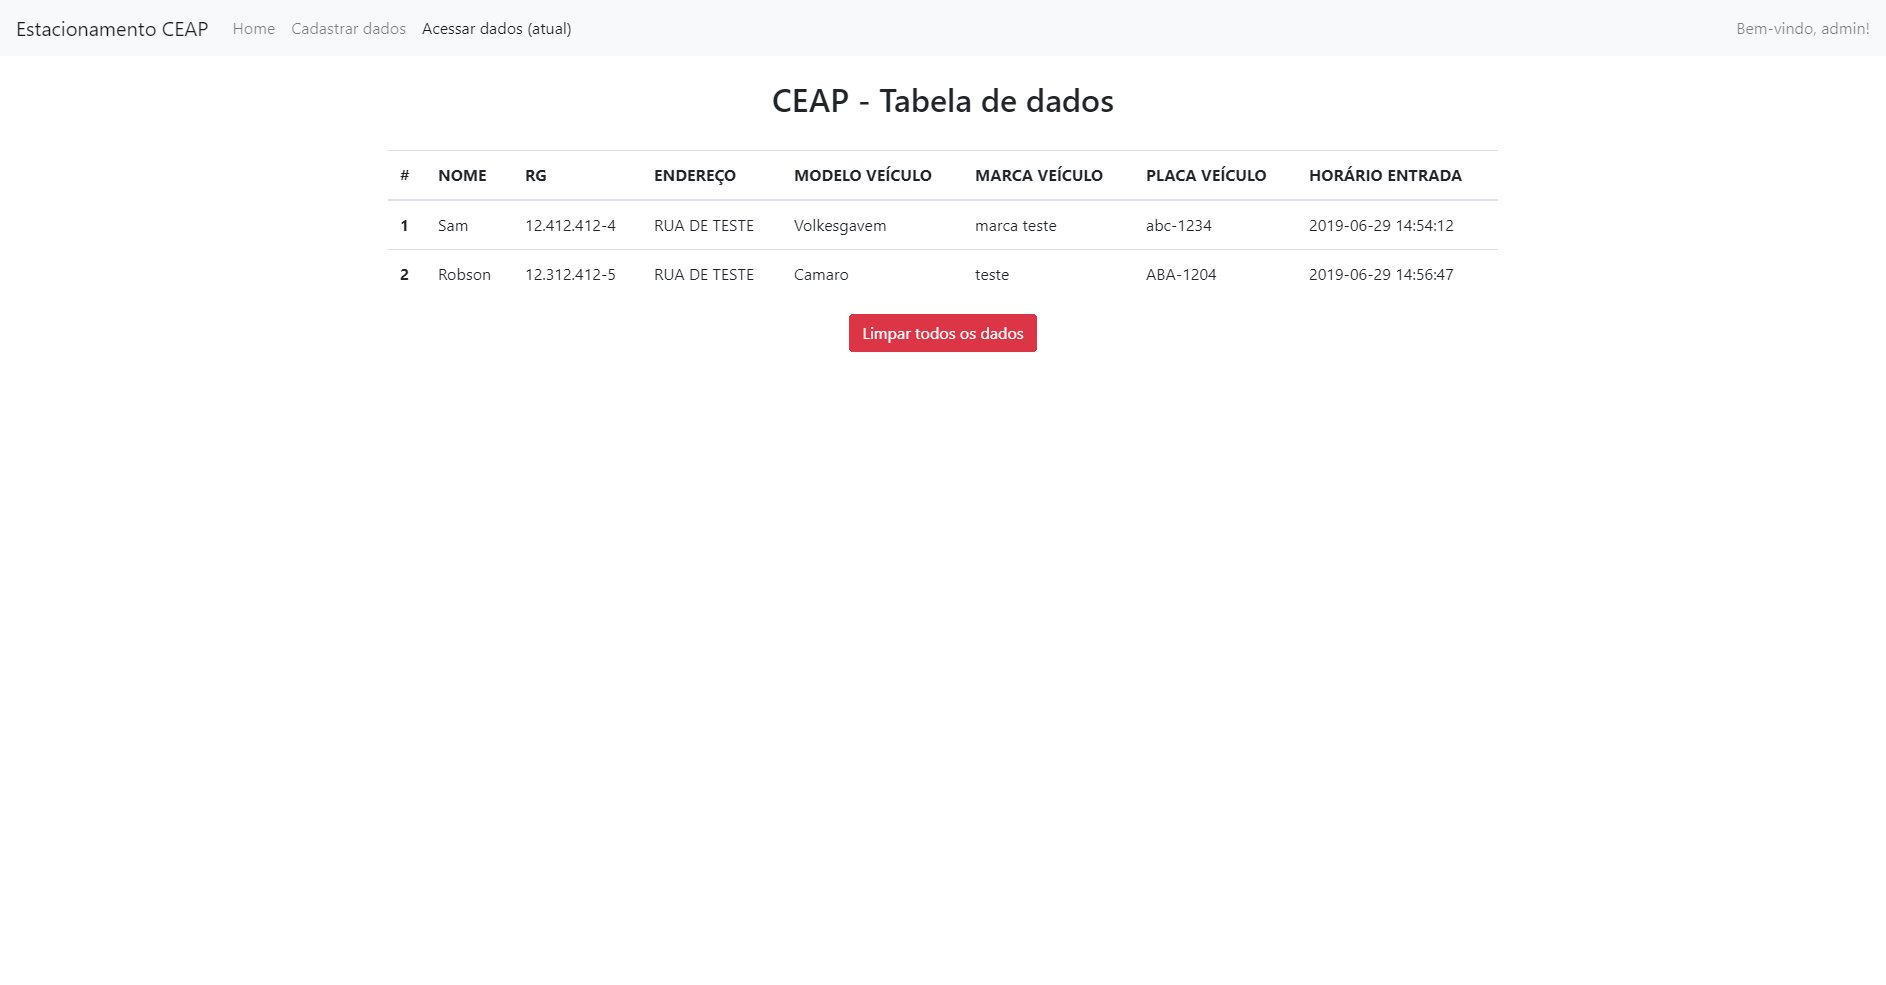 Estacionamento CEAP Home Cadastrar dados Acessar dados (atual) Bem-vindo, admin!
CEAP - Tabela de dados
# NOME RG ENDEREÇO MODELO VEÍCULO MARCA VEÍCULO PLACA VEÍCULO HORÁRIO ENTRADA
1 Sam 12.412.412-4 RUA DE TESTE Volkesgavem marca teste abc-1234 2019-06-29 14:54:12
2 Robson 12.312.412-5 RUA DE TESTE Camaro teste ABA-1204 2019-06-29 14:56:47
Limpar todos os dados